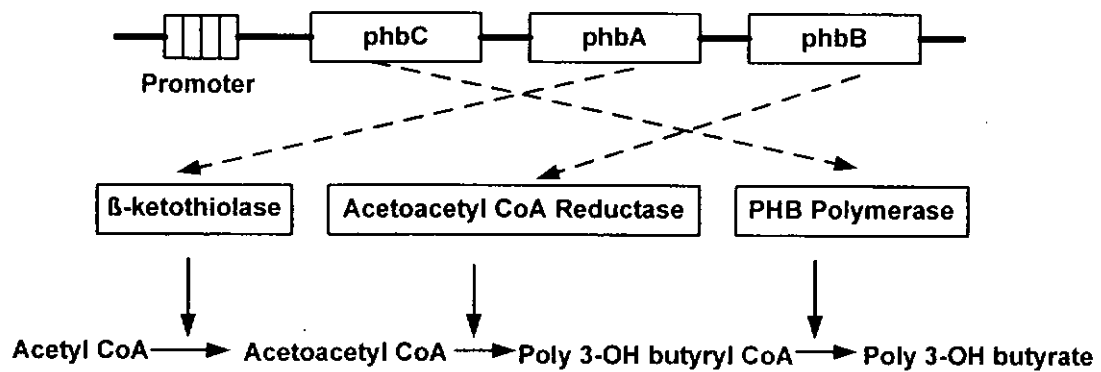 phbC phbA phbB
Promoter
ß-ketothiolase Acetoacetyl CoA Reductase PHB Polymerase
Acetyl CoA Acetoacetyl CoA Poly 3-OH butyryl CoA Poly 3-OH butyrate